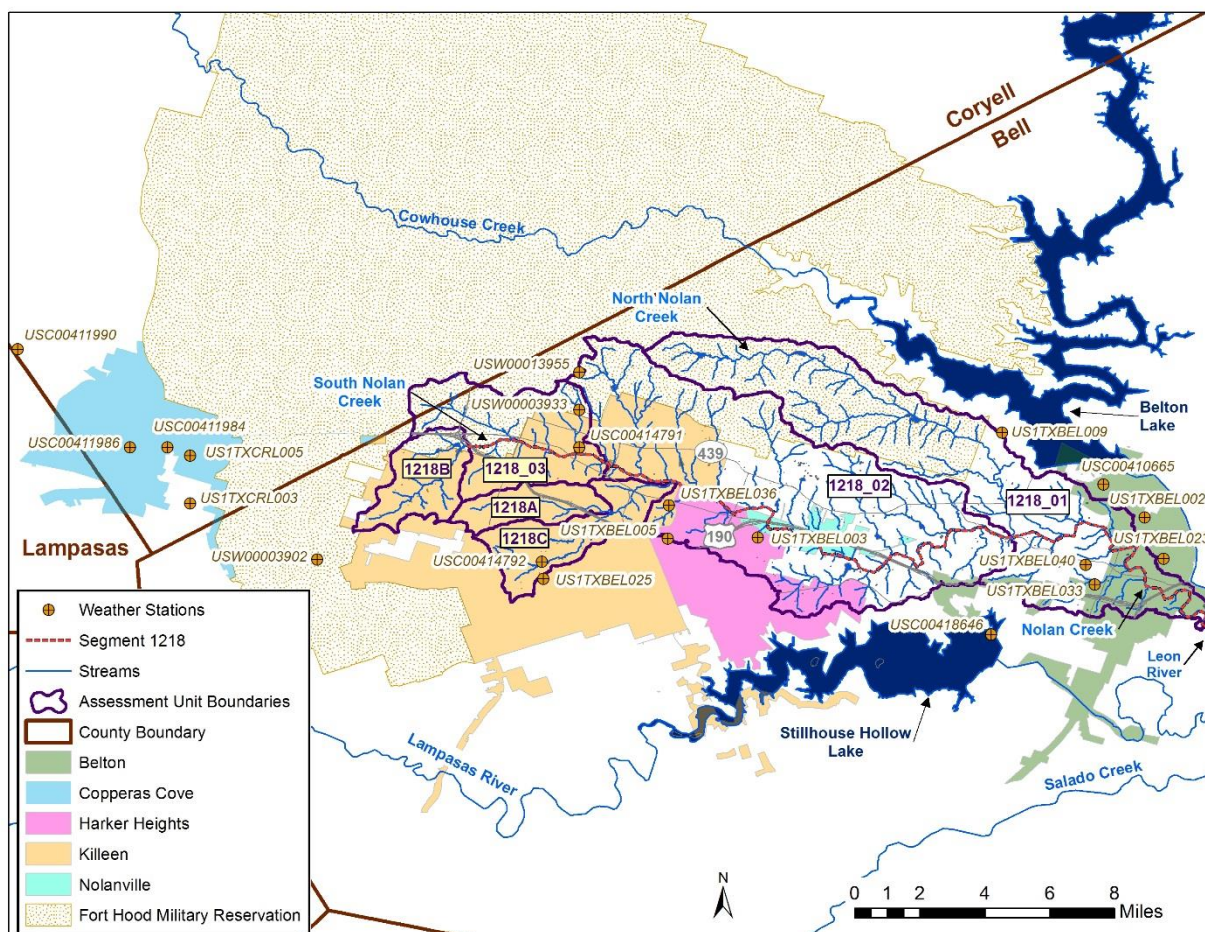 Coryell
Bell
Cowhouse Creek
North Nolan
Creek
USC00411990
USW00013955
South Nolan
Creek
USW00003933
Belton
Lake
USC00411986
USC00411984
US1TXCRL005
USC00414791
439
US1TXBEL009
1218B
1218_03
1218_02
1218_01
USC00410665
US1TXCRL003
1218A
US1TXBEL036
US1TXBEL002
Lampasas
1218C
US1TXBEL005
190
US1TXBEL003
US1TXBEL023
USW00003902
USC00414792
US1TXBEL025
US1TXBEL040
US1TXBEL033
USC00418646
Nolan Creek
Leon
River
Stillhouse Hollow
Lake
Lampasas River
Salado Creek
Weather Stations
Segment 1218
Streams
Assessment Unit Boundaries
County Boundary
Belton
Copperas Cove
Harker Heights
Killeen
Nolanville
Fort Hood Military Reservation
N
0 1 2 4 6 8
Miles